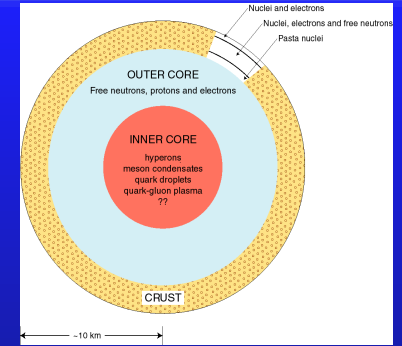 Nuclei and electrons
Nuclei, electrons and free neutrons
Pasta nuclei
OUTER CORE
Free neutrons, protons and electrons
INNER CORE
hyperons
meson condensates
quark droplets
quark-gluon plasma
??
CRUST
~10 km